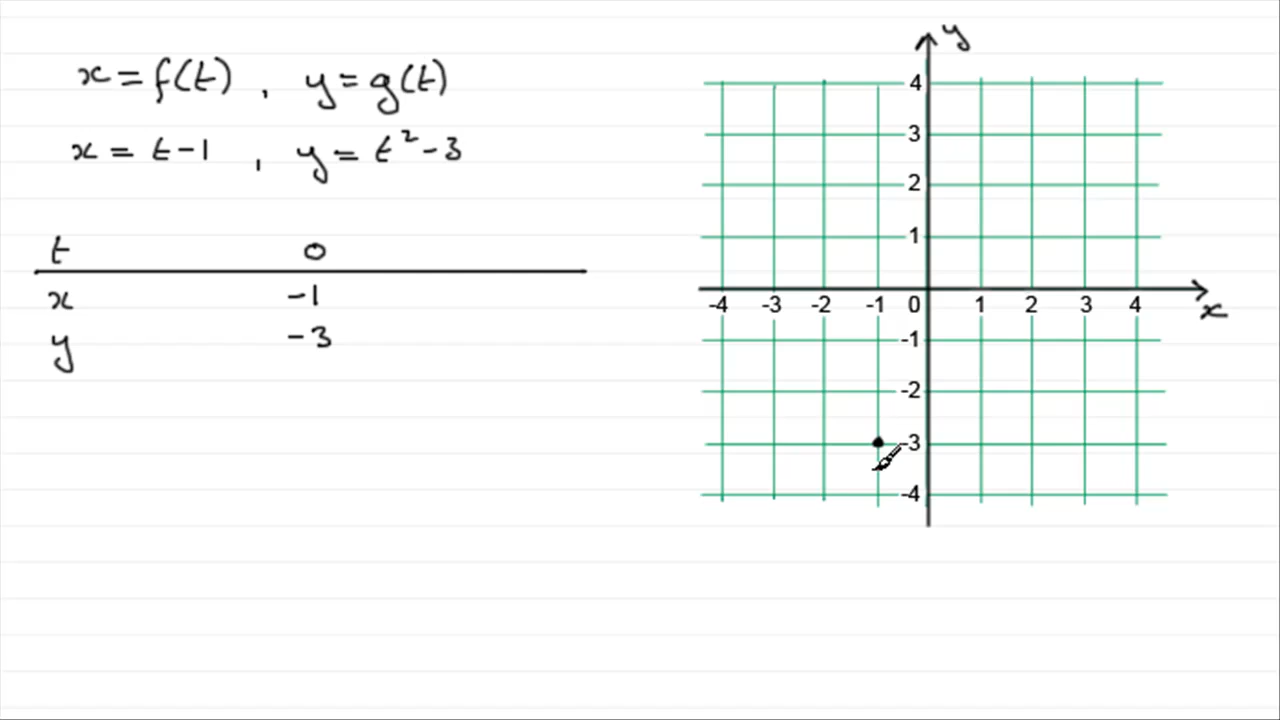 x = f(t) , y = g(t)
x = t-1 , y = t²-3
t 0
x -1
y -3
y
4
3
2
1
-4 -3 -2 -1 0 1 2 3 4
x
-1
-2
-3
-4